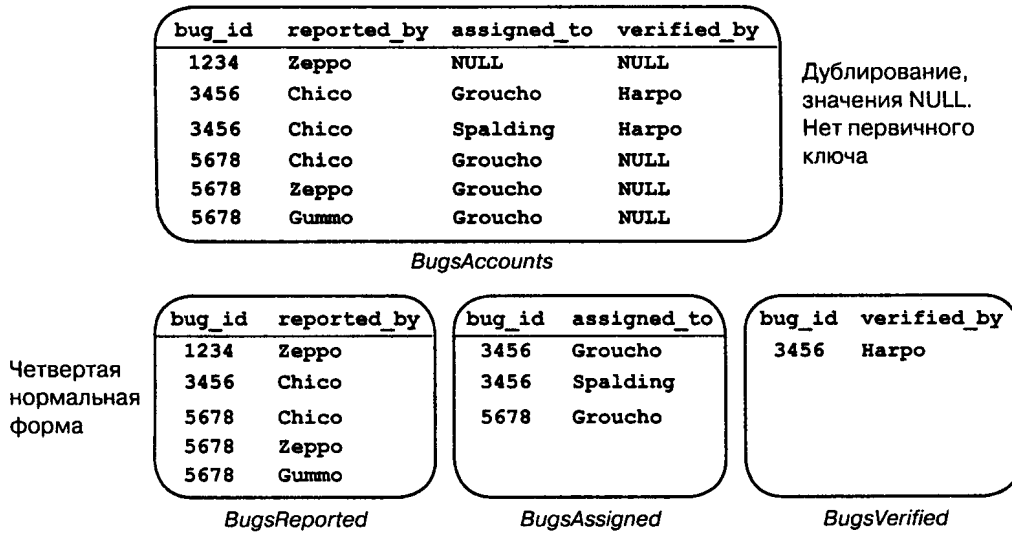 bug_id reported_by assigned_to verified_by
1234 Zeppo NULL NULL
3456 Chico Groucho Harpo
3456 Chico Spalding Harpo
5678 Chico Groucho NULL
5678 Zeppo Groucho NULL
5678 Gummo Groucho NULL
Дублирование,
значения NULL.
Нет первичного
ключа
BugsAccounts
Четвертая
нормальная
форма
bug_id reported_by
1234 Zeppo
3456 Chico
5678 Chico
5678 Zeppo
5678 Gummo
BugsReported
bug_id assigned_to
3456 Groucho
3456 Spalding
5678 Groucho
BugsAssigned
bug_id verified_by
3456 Harpo
BugsVerified